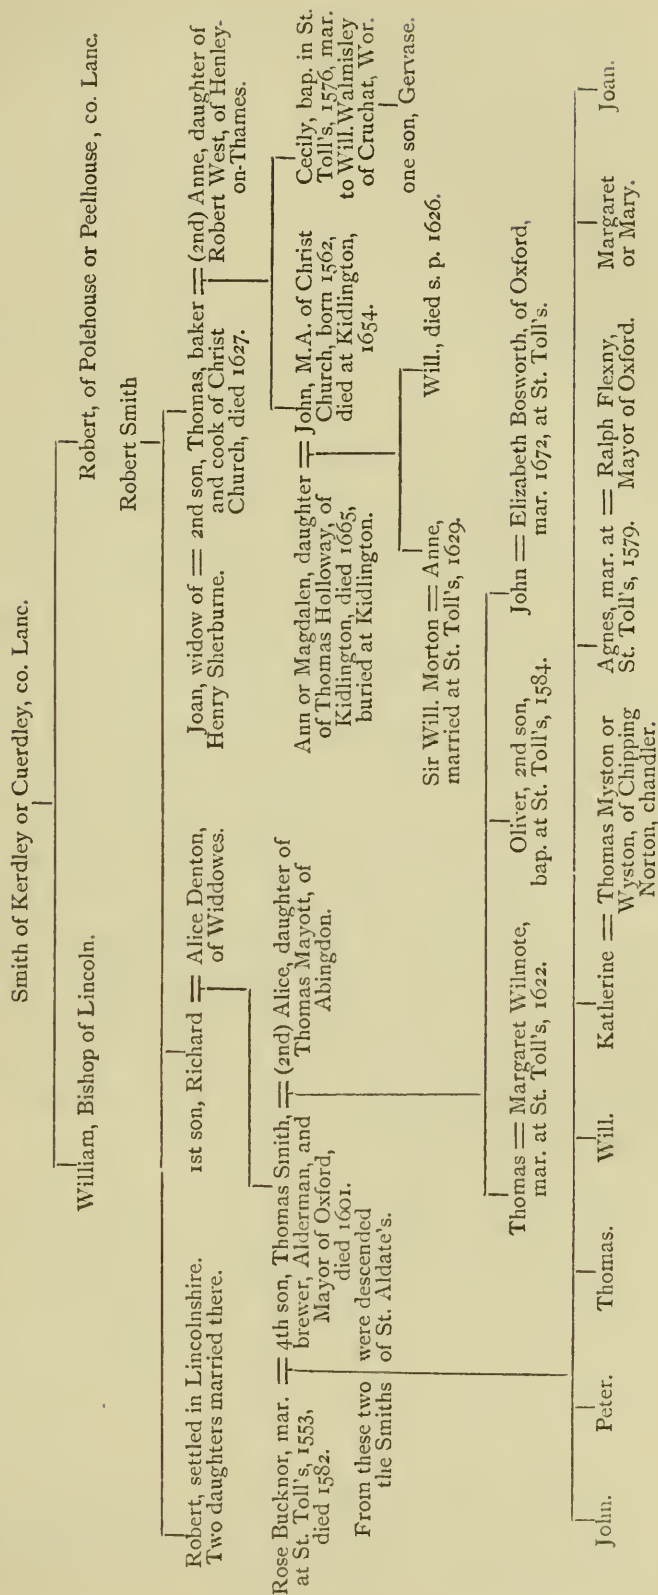 Smith of Kerdley or Cuerdley, co. Lanc.
William, Bishop of Lincoln.
Robert, of Polehouse or Peelhouse, co. Lanc.
Robert Smith
Robert, settled in Lincolnshire.
Two daughters married there.
1st son, Richard = Alice Denton,
of Widdowes.
Joan, widow of = 2nd son, Thomas, baker = (2nd) Anne, daughter of
Henry Sherburne. and cook of Christ Robert West, of Henley-
Church, died 1627. on-Thames.
Rose Bucknor, mar. = 4th son, Thomas Smith, = (2nd) Alice, daughter of
at St. Toll's, 1553, brewer, Alderman, and Thomas Mayott, of
died 1582. Mayor of Oxford, Abingdon.
died 1601.
From these two were descended
the Smiths of St. Aldate's.
Ann or Magdalen, daughter = John, M.A. of Christ
of Thomas Holloway, of Church, born 1562,
Kidlington, died 1665, died at Kidlington,
buried at Kidlington. 1654.
Cecily, bap. in St.
Toll's, 1576, mar.
to Will. Walmisley
of Cruchat, Wor.
one son, Gervase.
Sir Will. Morton = Anne,
married at St. Toll's, 1629.
Will., died s. p. 1626.
Thomas = Margaret Wilmote,
mar. at St. Toll's, 1622.
Oliver, 2nd son,
bap. at St. Toll's, 1584.
John = Elizabeth Bosworth, of Oxford,
mar. 1672, at St. Toll's.
John. Peter. Thomas. Will. Katherine = Thomas Myston or
Wyston, of Chipping
Norton, chandler.
Agnes, mar. at = Ralph Flexny,
St. Toll's, 1579. Mayor of Oxford.
Margaret
or Mary.
Joan.